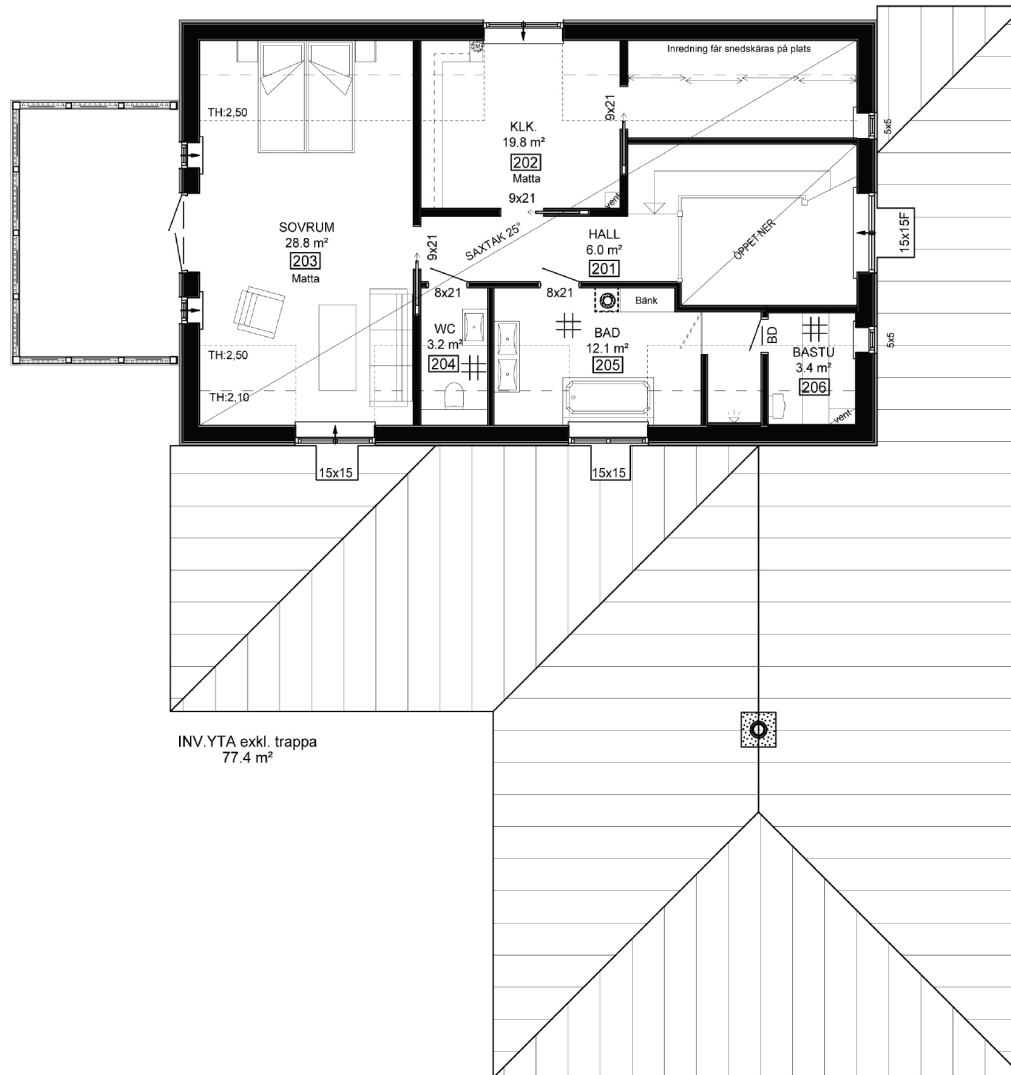 Inredning får snedskäras på plats
TH:2,50
9x21
5x5
KLK.
19.8 m²
202
Matta
9x21
vent
SOVRUM
28.8 m²
203
Matta
9x21
SAXTAK 25°
HALL
6.0 m²
201
ÖPPET NER
15x15F
8x21
8x21
Bänk
WC
3.2 m²
204
BAD
12.1 m²
205
BD
BASTU
3.4 m²
206
5x5
vent
TH:2,50
TH:2,10
15x15
15x15
INV.YTA exkl. trappa
77.4 m²